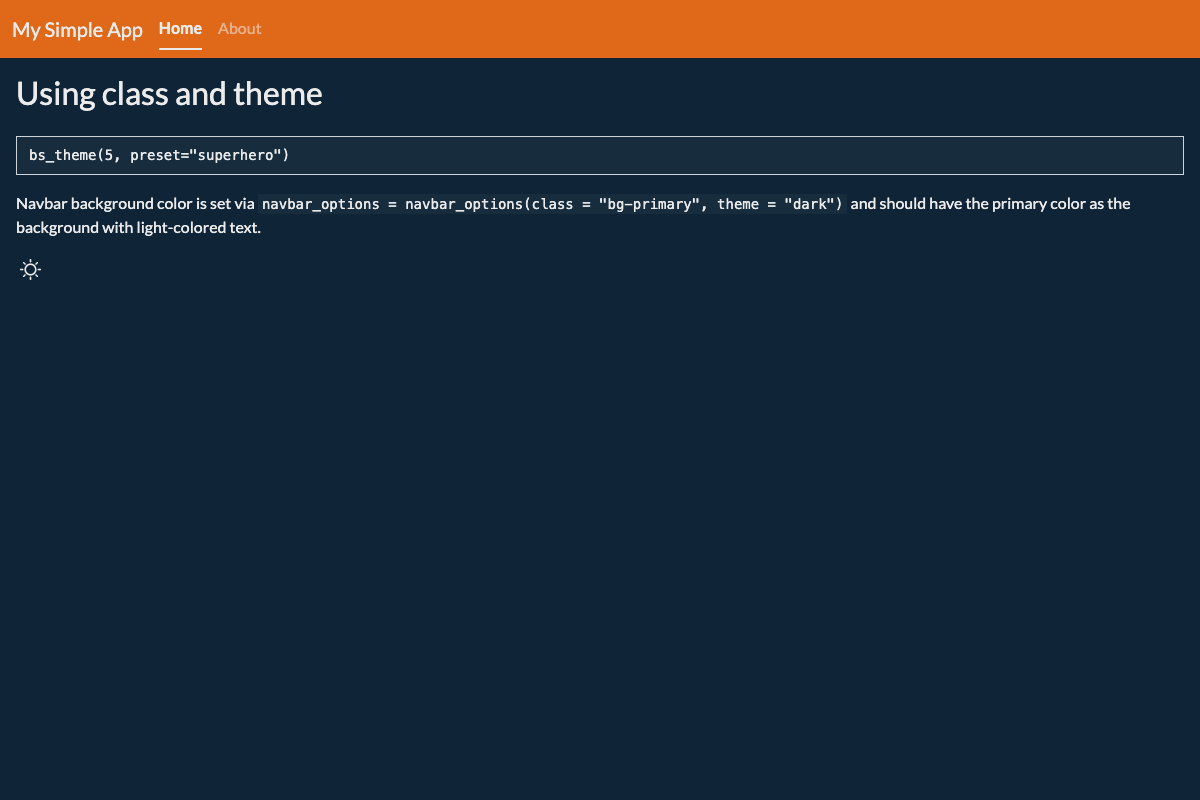 My Simple App Home About
Using class and theme
bs_theme(5, preset="superhero")
Navbar background color is set via navbar_options = navbar_options(class = "bg-primary", theme = "dark") and should have the primary color as the
background with light-colored text.